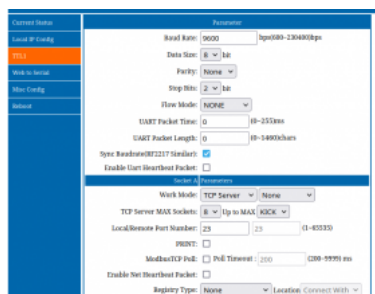 Current Status
Local IP Config
TTL1
Web to Serial
Misc Config
Reboot
Parameter
Baud Rate: 9600 bps(600~230400)bps
Data Size: 8 bit
Parity: None
Stop Bits: 2 bit
Flow Mode: NONE
UART Packet Time: 0 (0~255)ms
UART Packet Length: 0 (0~1460)chars
Sync Baudrate(RF2217 Similar):
Enable Uart Heartbeat Packet:
Socket A Parameters
Work Mode: TCP Server None
TCP Server MAX Sockets: 8 Up to MAX KICK
Local/Remote Port Number: 23 23 (1~65535)
PRINT:
ModbusTCP Poll: Poll Timeout : 200 (200~9999) ms
Enable Net Heartbeat Packet:
Registry Type: None Location Connect With